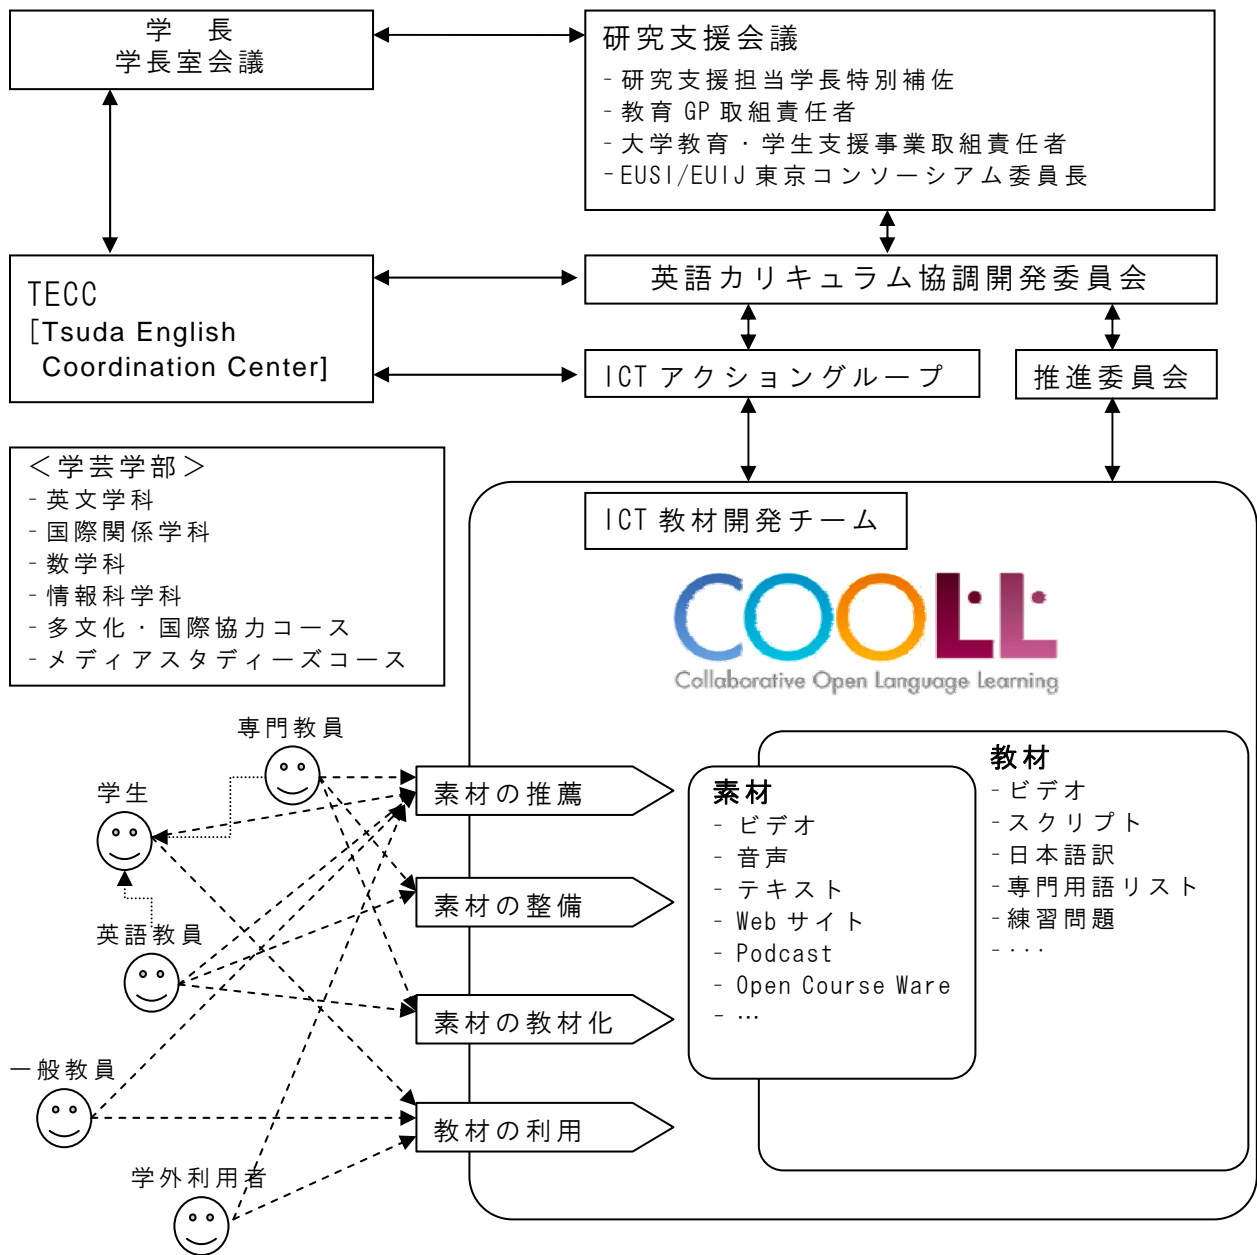 学 長
学長室会議
研究支援会議
- 研究支援担当学長特別補佐
- 教育 GP 取組責任者
- 大学教育・学生支援事業取組責任者
- EUSI/EUIJ 東京コンソーシアム委員長
TECC
[Tsuda English
Coordination Center]
英語カリキュラム協調開発委員会
ICT アクショングループ
推進委員会
＜学芸学部＞
- 英文学科
- 国際関係学科
- 数学科
- 情報科学科
- 多文化・国際協力コース
- メディアスタディーズコース
ICT 教材開発チーム
COOLL
Collaborative Open Language Learning
専門教員
学生
英語教員
一般教員
学外利用者
素材の推薦
素材の整備
素材の教材化
教材の利用
素材
- ビデオ
- 音声
- テキスト
- Web サイト
- Podcast
- Open Course Ware
- …
教材
- ビデオ
- スクリプト
- 日本語訳
- 専門用語リスト
- 練習問題
- ・・・